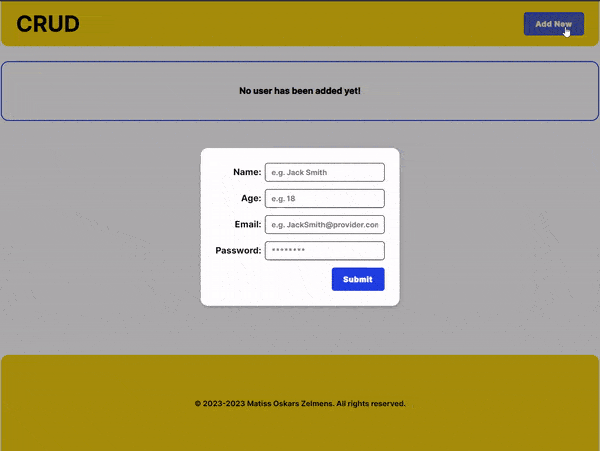 CRUD
Add New
No user has been added yet!
Name: e.g. Jack Smith
Age: e.g. 18
Email: e.g. JackSmith@provider.con
Password: ********
Submit
© 2023-2023 Matiss Oskars Zelmens. All rights reserved.